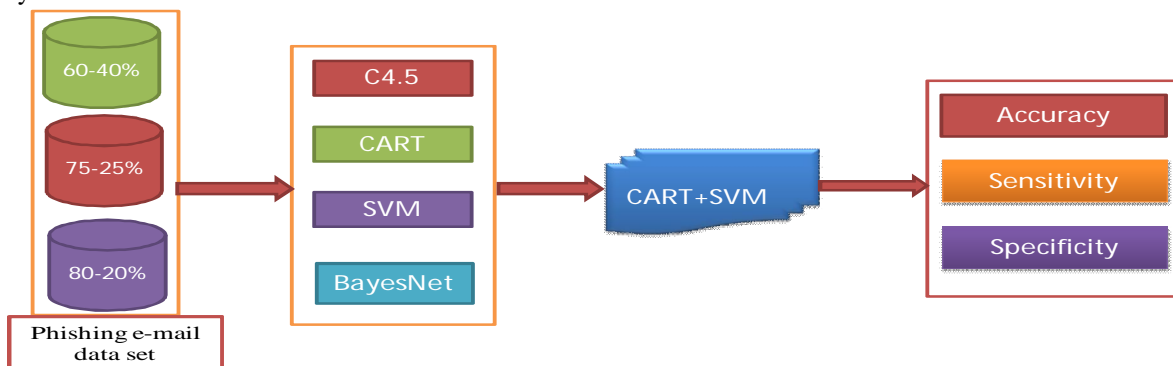 y
60-40%
75-25%
80-20%
Phishing e-mail
data set
C4.5
CART
SVM
BayesNet
CART+SVM
Accuracy
Sensitivity
Specificity